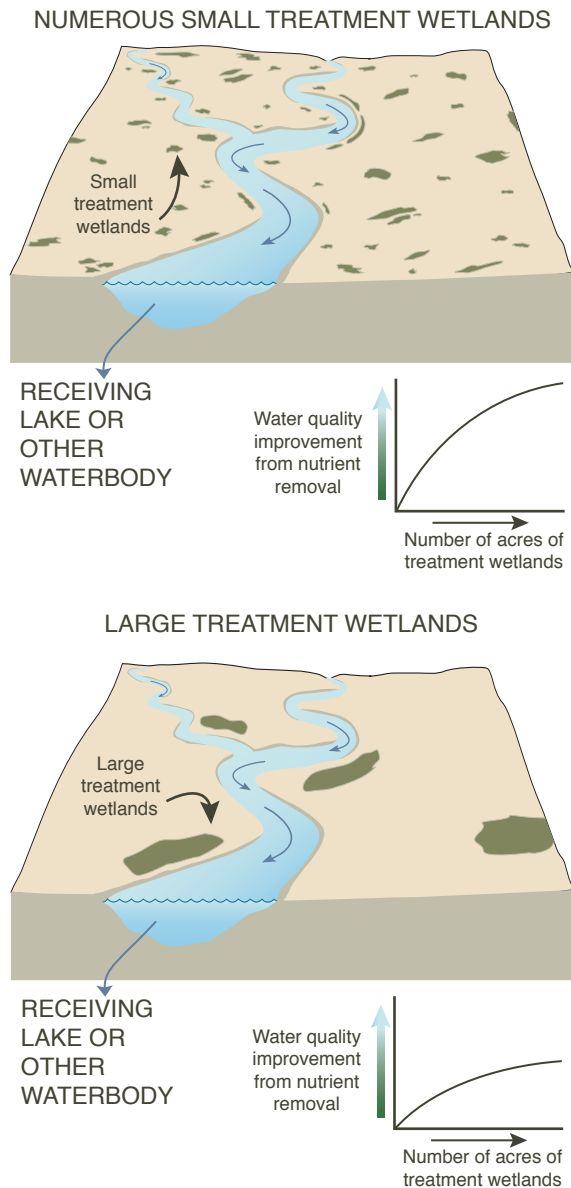 NUMEROUS SMALL TREATMENT WETLANDS
Small
treatment
wetlands
RECEIVING
LAKE OR
OTHER
WATERBODY
Water quality
improvement
from nutrient
removal
Number of acres of
treatment wetlands
LARGE TREATMENT WETLANDS
Large
treatment
wetlands
RECEIVING
LAKE OR
OTHER
WATERBODY
Water quality
improvement
from nutrient
removal
Number of acres of
treatment wetlands